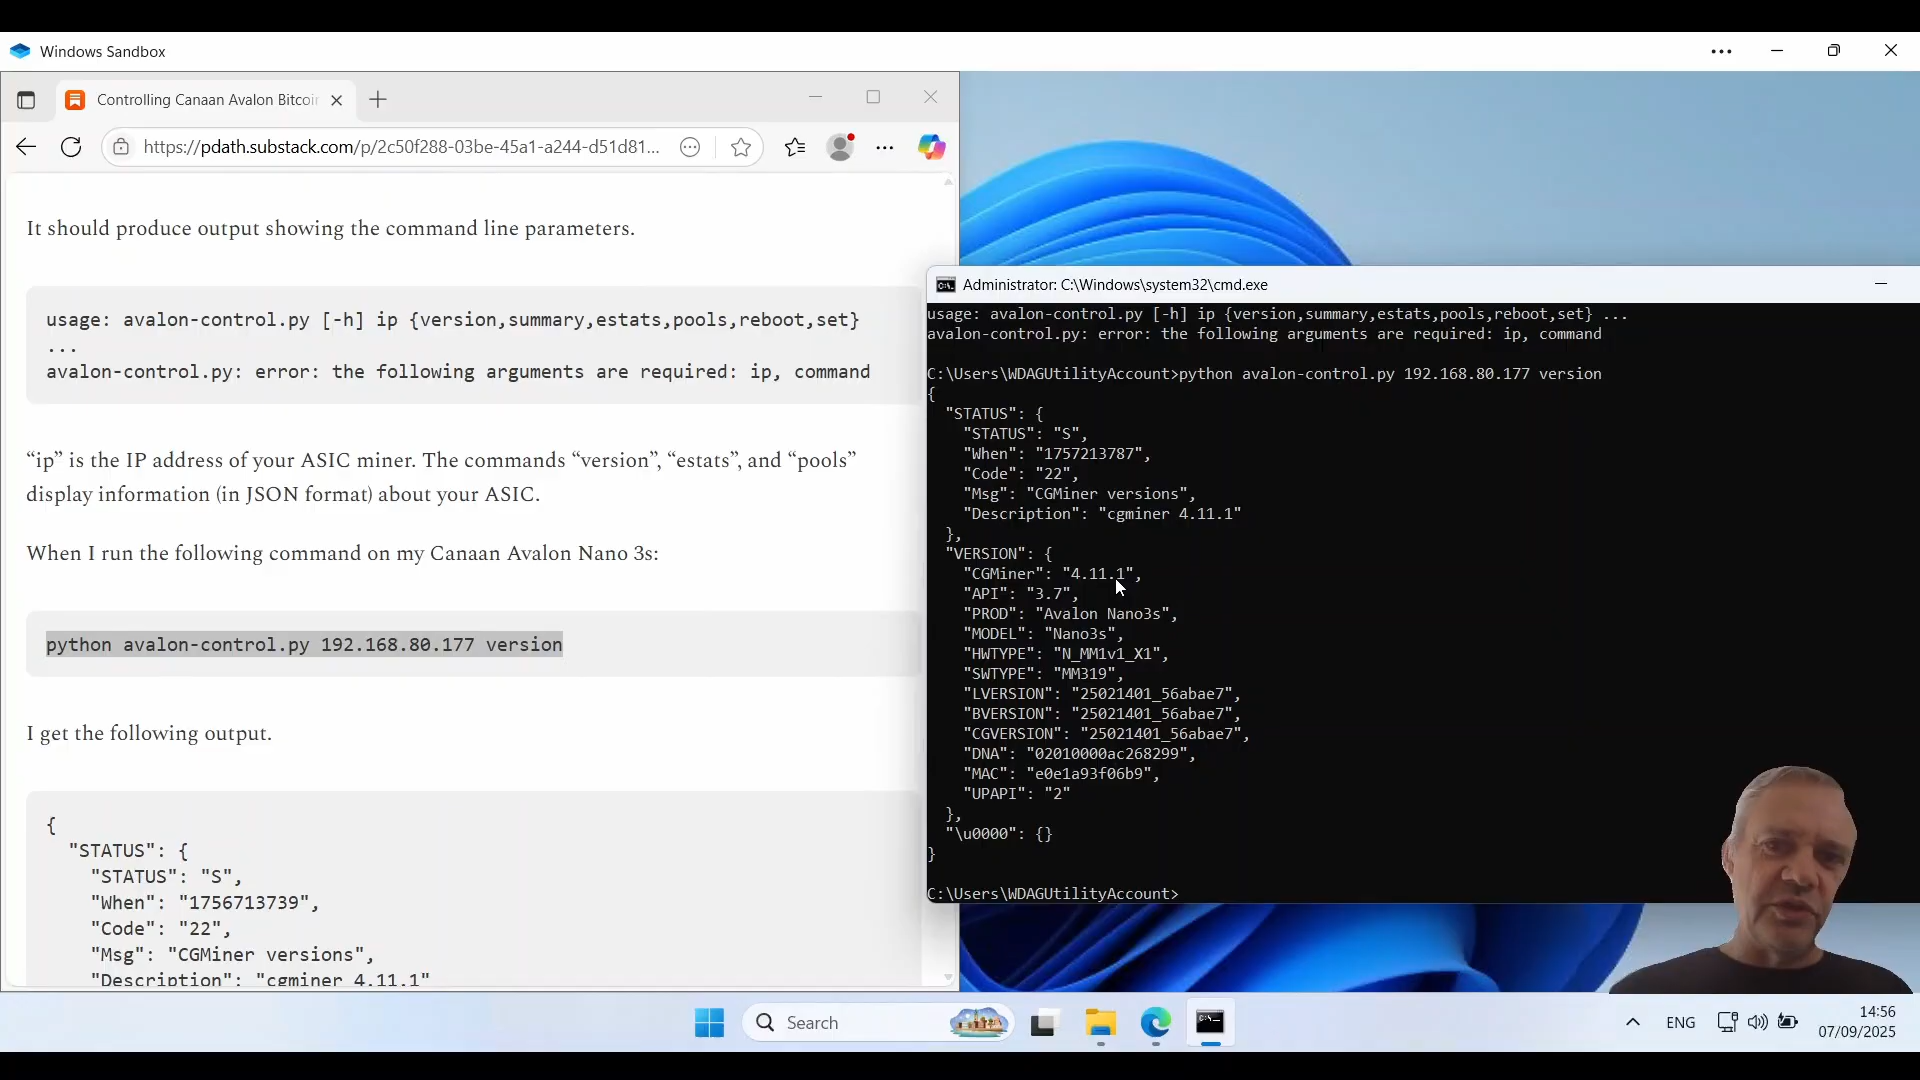 Windows Sandbox
Controlling Canaan Avalon Bitcoi
https://pdath.substack.com/p/2c50f288-03be-45a1-a244-d51d81...
It should produce output showing the command line parameters.
usage: avalon-control.py [-h] ip {version,summary,estats,pools,reboot,set}
...
avalon-control.py: error: the following arguments are required: ip, command
“ip” is the IP address of your ASIC miner. The commands “version”, “estats”, and “pools”
display information (in JSON format) about your ASIC.
When I run the following command on my Canaan Avalon Nano 3s:
python avalon-control.py 192.168.80.177 version
I get the following output.
{
"STATUS": {
"STATUS": "S",
"When": "1756713739",
"Code": "22",
"Msg": "CGMiner versions",
"Description": "cgminer 4.11.1"
Administrator: C:\Windows\system32\cmd.exe
usage: avalon-control.py [-h] ip {version,summary,estats,pools,reboot,set} ...
avalon-control.py: error: the following arguments are required: ip, command
C:\Users\WDAGUtilityAccount>python avalon-control.py 192.168.80.177 version
{
"STATUS": {
"STATUS": "S",
"When": "1757213787",
"Code": "22",
"Msg": "CGMiner versions",
"Description": "cgminer 4.11.1"
},
"VERSION": {
"CGMiner": "4.11.1",
"API": "3.7",
"PROD": "Avalon Nano3s",
"MODEL": "Nano3s",
"HWTYPE": "N_MM1v1_X1",
"SWTYPE": "MM319",
"LVERSION": "25021401_56abae7",
"BVERSION": "25021401_56abae7",
"CGVERSION": "25021401_56abae7",
"DNA": "02010000ac268299",
"MAC": "e0e1a93f06b9",
"UPAPI": "2"
},
"\u0000": {}
}
C:\Users\WDAGUtilityAccount>
Search
ENG
14:56
07/09/2025